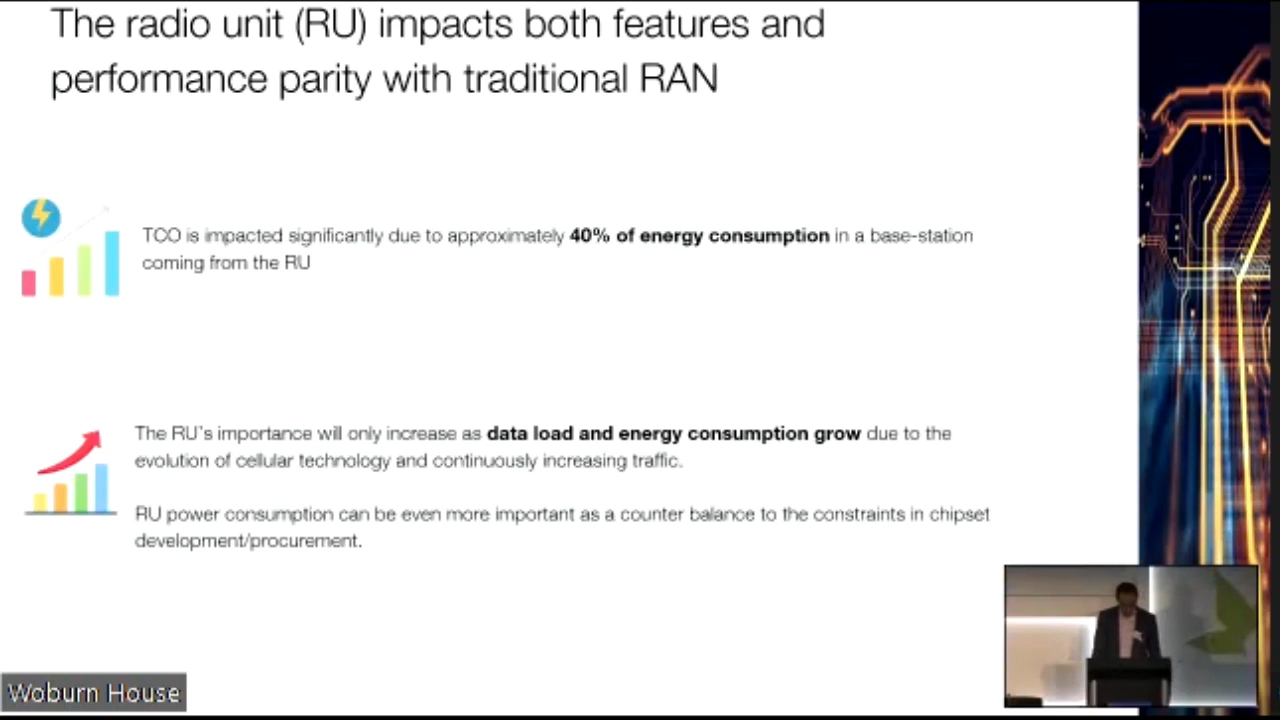 The radio unit (RU) impacts both features and
performance parity with traditional RAN
TCO is impacted significantly due to approximately 40% of energy consumption in a base-station
coming from the RU
The RU's importance will only increase as data load and energy consumption grow due to the
evolution of cellular technology and continuously increasing traffic.
RU power consumption can be even more important as a counter balance to the constraints in chipset
development/procurement.
Woburn House